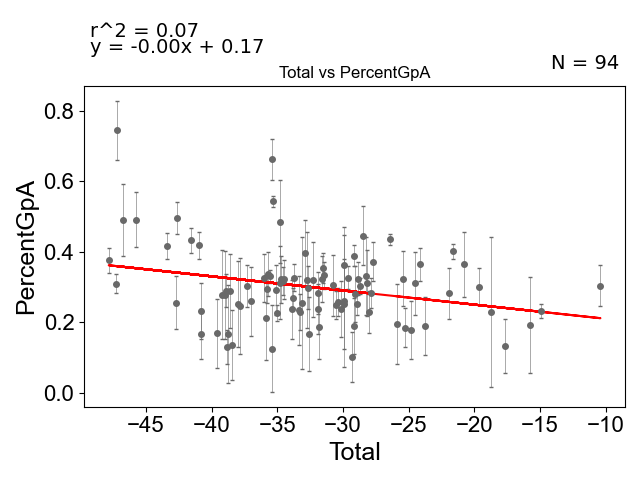 r^2 = 0.07
y = -0.00x + 0.17
N = 94
Total vs PercentGpA
0.8
0.6
0.4
0.2
0.0
PercentGpA
−45 −40 −35 −30 −25 −20 −15 −10
Total